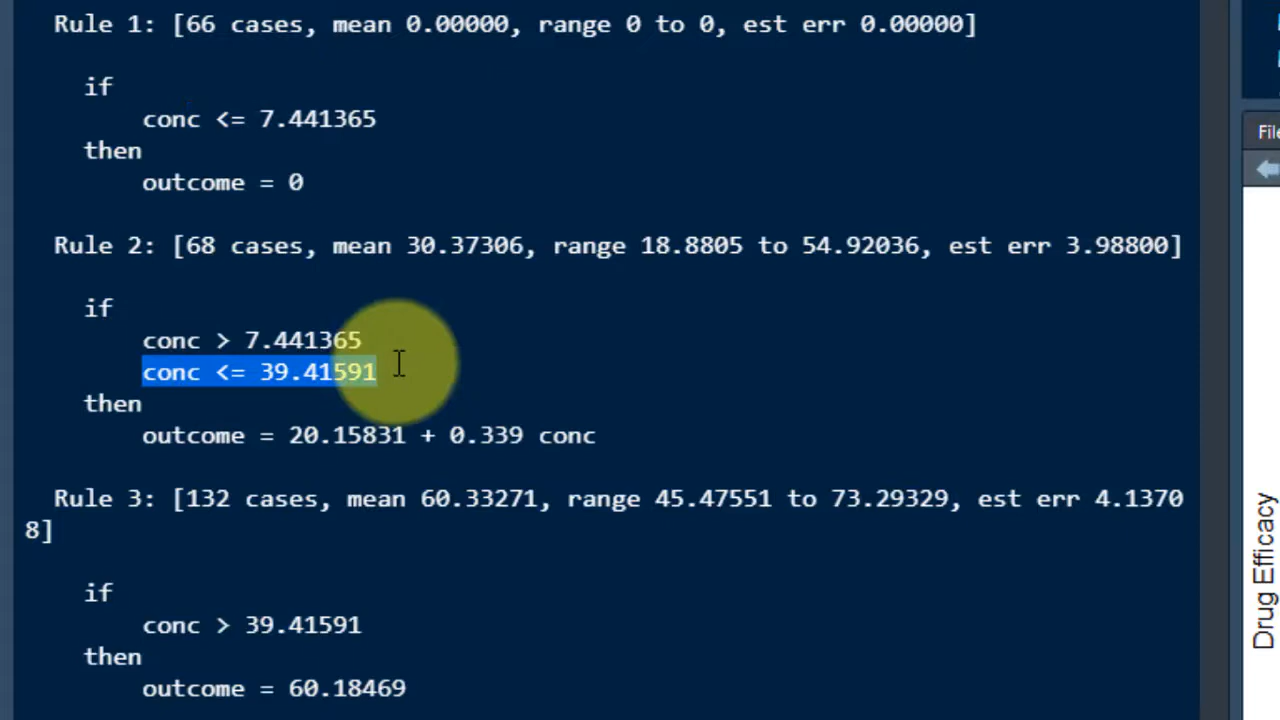 Rule 1: [66 cases, mean 0.00000, range 0 to 0, est err 0.00000]
if
conc <= 7.441365
then
outcome = 0
Rule 2: [68 cases, mean 30.37306, range 18.8805 to 54.92036, est err 3.98800]
if
conc > 7.441365
conc <= 39.41591
then
outcome = 20.15831 + 0.339 conc
Rule 3: [132 cases, mean 60.33271, range 45.47551 to 73.29329, est err 4.1370
8]
if
conc > 39.41591
then
outcome = 60.18469
Drug Efficacy